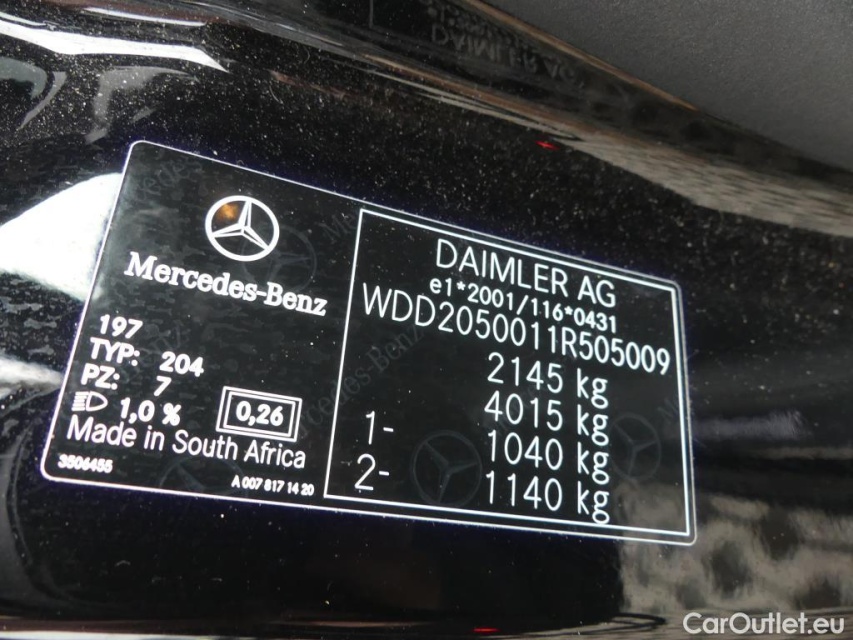 Mercedes-Benz
197
TYP: 204
PZ: 7
1,0 %
0,26
Made in South Africa
3506455
A 007 817 14 20
DAIMLER AG
e1*2001/116*0431
WDD2050011R505009
2145 kg
4015 kg
1- 1040 kg
2- 1140 kg
CarOutlet.eu